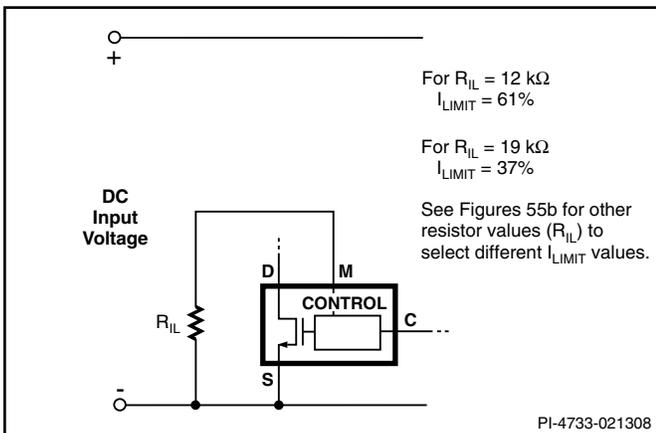 +
For R_IL = 12 kΩ
I_LIMIT = 61%
For R_IL = 19 kΩ
I_LIMIT = 37%
See Figures 55b for other
resistor values (R_IL) to
select different I_LIMIT values.
DC
Input
Voltage
D
M
CONTROL
C
R_IL
S
-
PI-4733-021308